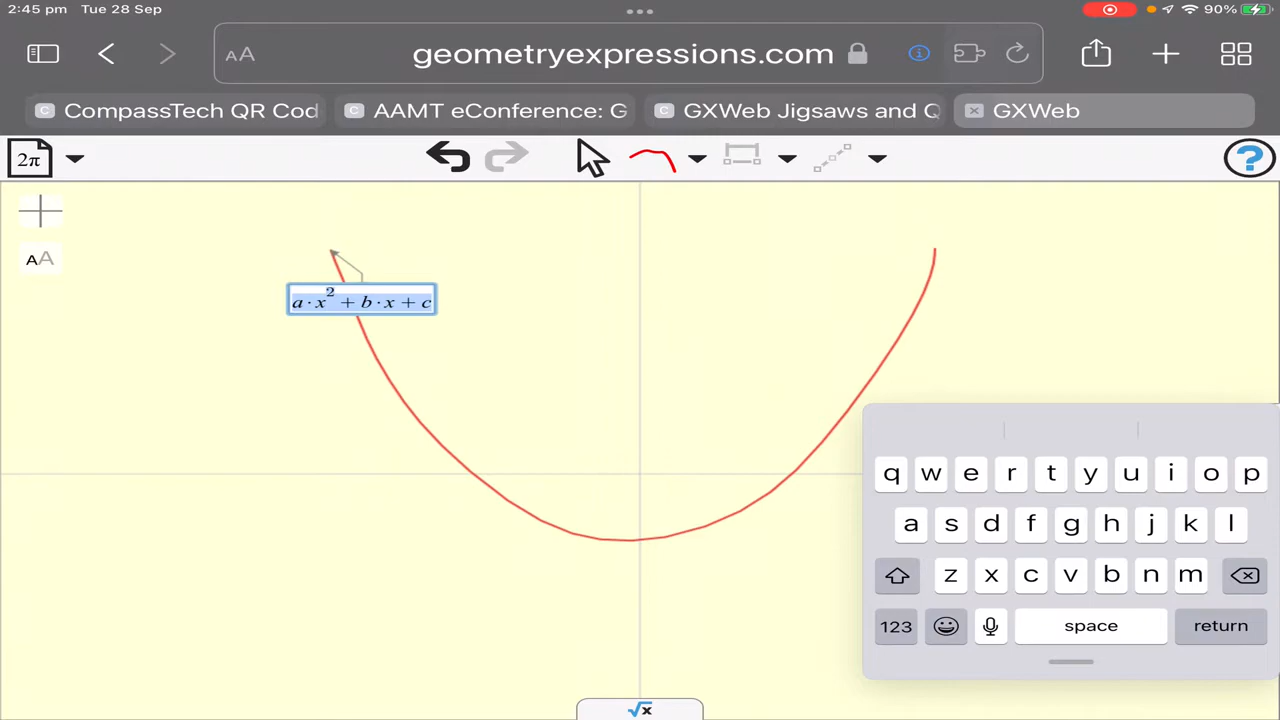 2:45 pm Tue 28 Sep
90%
AA geometryexpressions.com
CompassTech QR Cod
AAMT eConference: G
GXWeb Jigsaws and Q
GXWeb
2π
?
AA
a·x² + b·x + c
q w e r t y u i o p
a s d f g h j k l
z x c v b n m
123 space return
√x